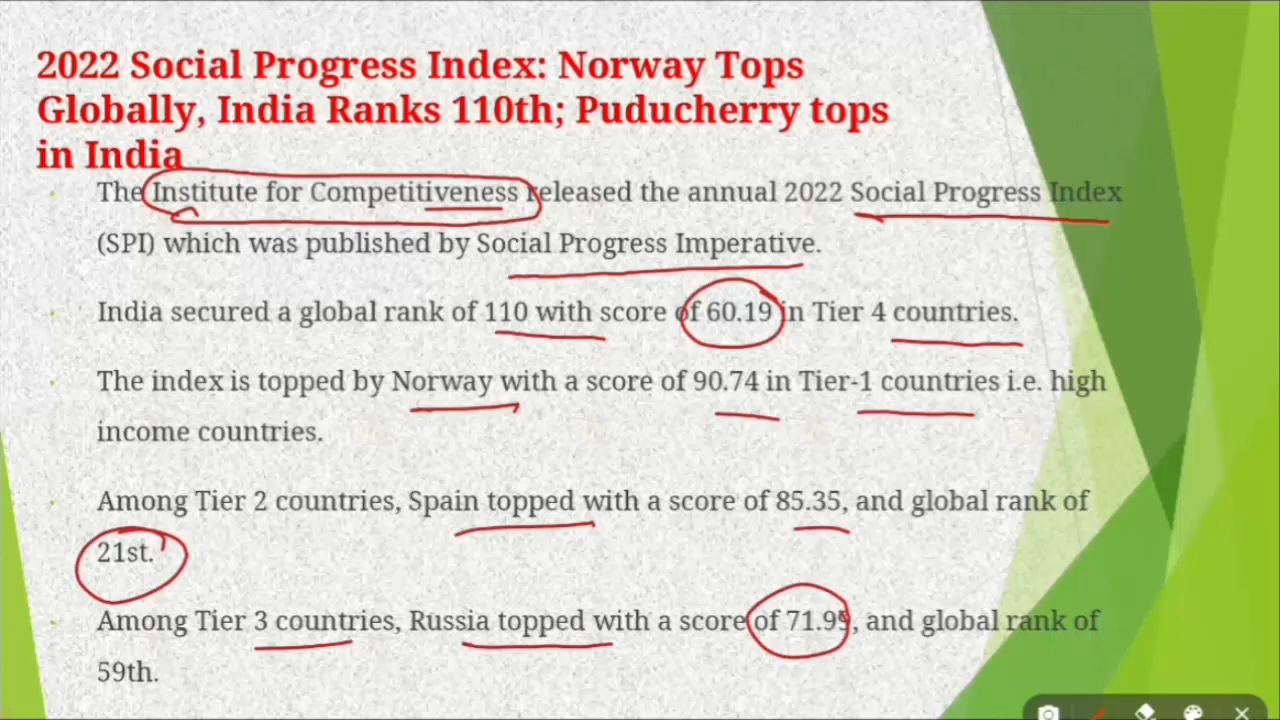 2022 Social Progress Index: Norway Tops
Globally, India Ranks 110th; Puducherry tops
in India
The Institute for Competitiveness released the annual 2022 Social Progress Index
(SPI) which was published by Social Progress Imperative.
India secured a global rank of 110 with score of 60.19 in Tier 4 countries.
The index is topped by Norway with a score of 90.74 in Tier-1 countries i.e. high
income countries.
Among Tier 2 countries, Spain topped with a score of 85.35, and global rank of
21st.
Among Tier 3 countries, Russia topped with a score of 71.99, and global rank of
59th.